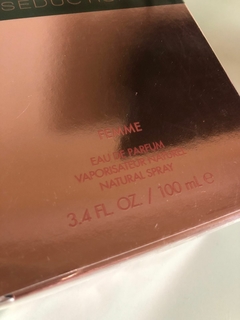 FEMME
EAU DE PARFUM
VAPORISATEUR NATUREL
NATURAL SPRAY
3.4 FL. OZ. / 100 mL e